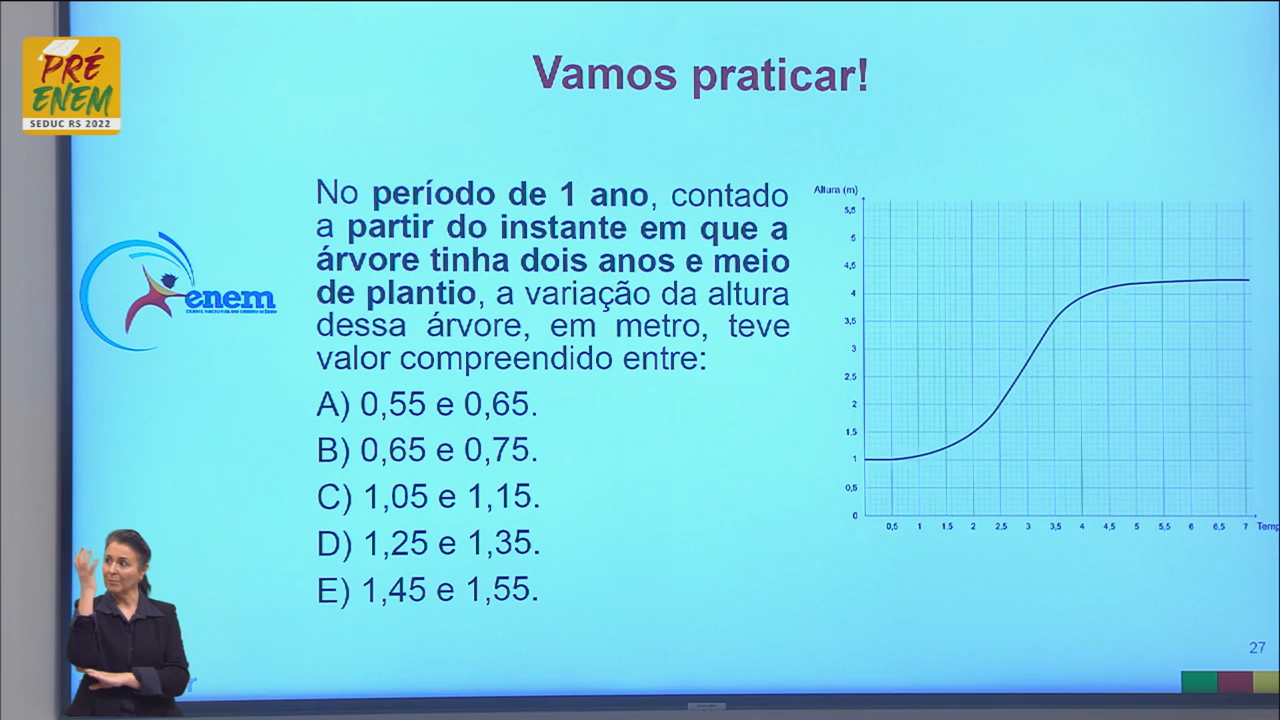 PRÉ
ENEM
SEDUC RS 2022
Vamos praticar!
enem
No período de 1 ano, contado
a partir do instante em que a
árvore tinha dois anos e meio
de plantio, a variação da altura
dessa árvore, em metro, teve
valor compreendido entre:
A) 0,55 e 0,65.
B) 0,65 e 0,75.
C) 1,05 e 1,15.
D) 1,25 e 1,35.
E) 1,45 e 1,55.
Altura (m)
5,5
5
4,5
4
3,5
3
2,5
2
1,5
1
0,5
0
0,5 1 1,5 2 2,5 3 3,5 4 4,5 5 5,5 6 6,5 7 Temp
27